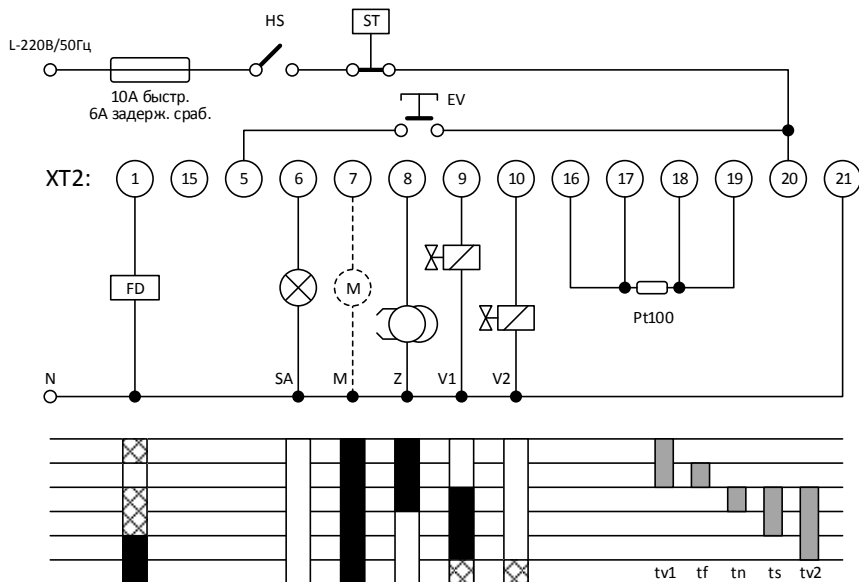 HS
ST
L-220В/50Гц
10А быстр.
6А задерж. сраб.
EV
XT2: 1 15 5 6 7 8 9 10 16 17 18 19 20 21
FD
M
Pt100
N SA M Z V1 V2
tv1 tf tn ts tv2